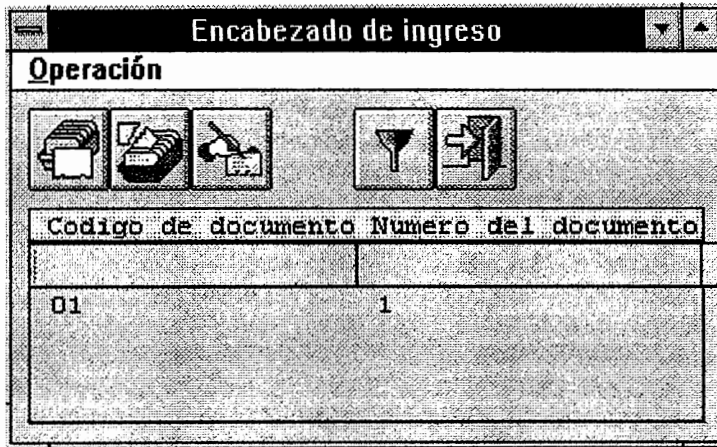 Encabezado de ingreso
Operación
Codigo de documento Numero del documento
01 1